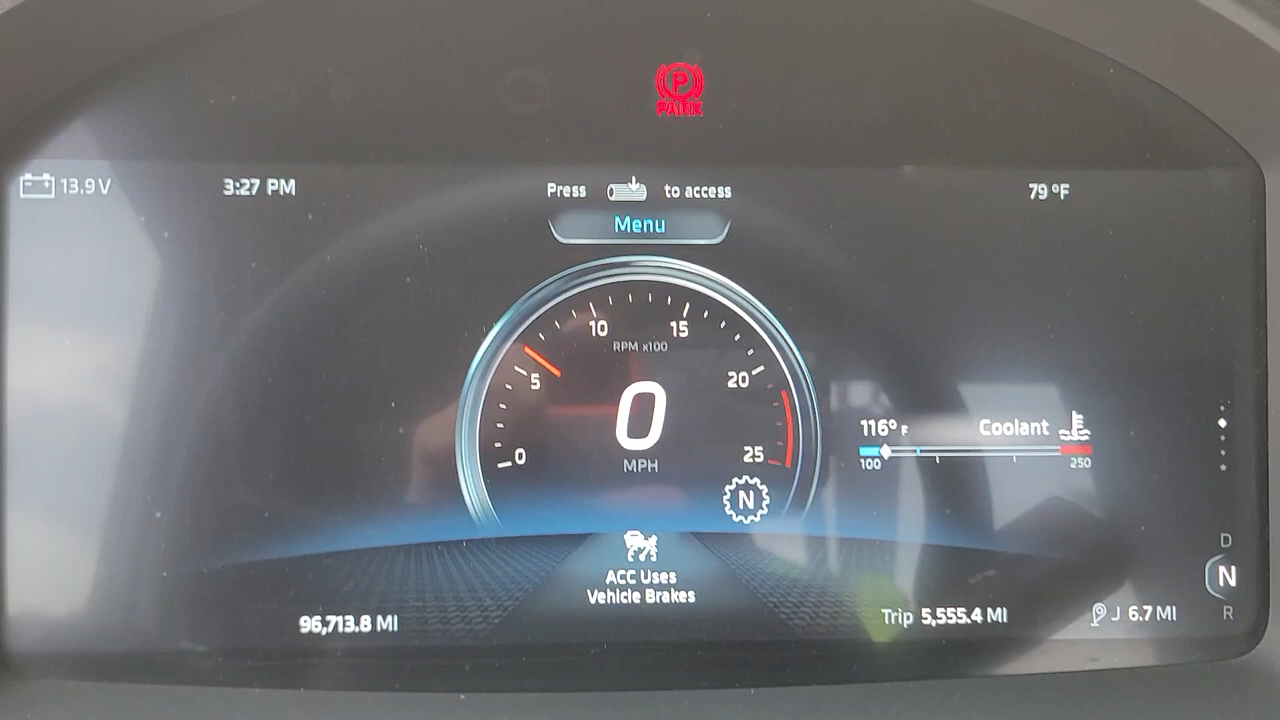 P
PARK
13.9V
3:27 PM
Press to access
79 °F
Menu
10 15
RPM x100
5 20
0
MPH
0 25
N
116° F Coolant
100 250
ACC Uses
Vehicle Brakes
D
N
R
96,713.8 MI
Trip 5,555.4 MI
J 6.7 MI